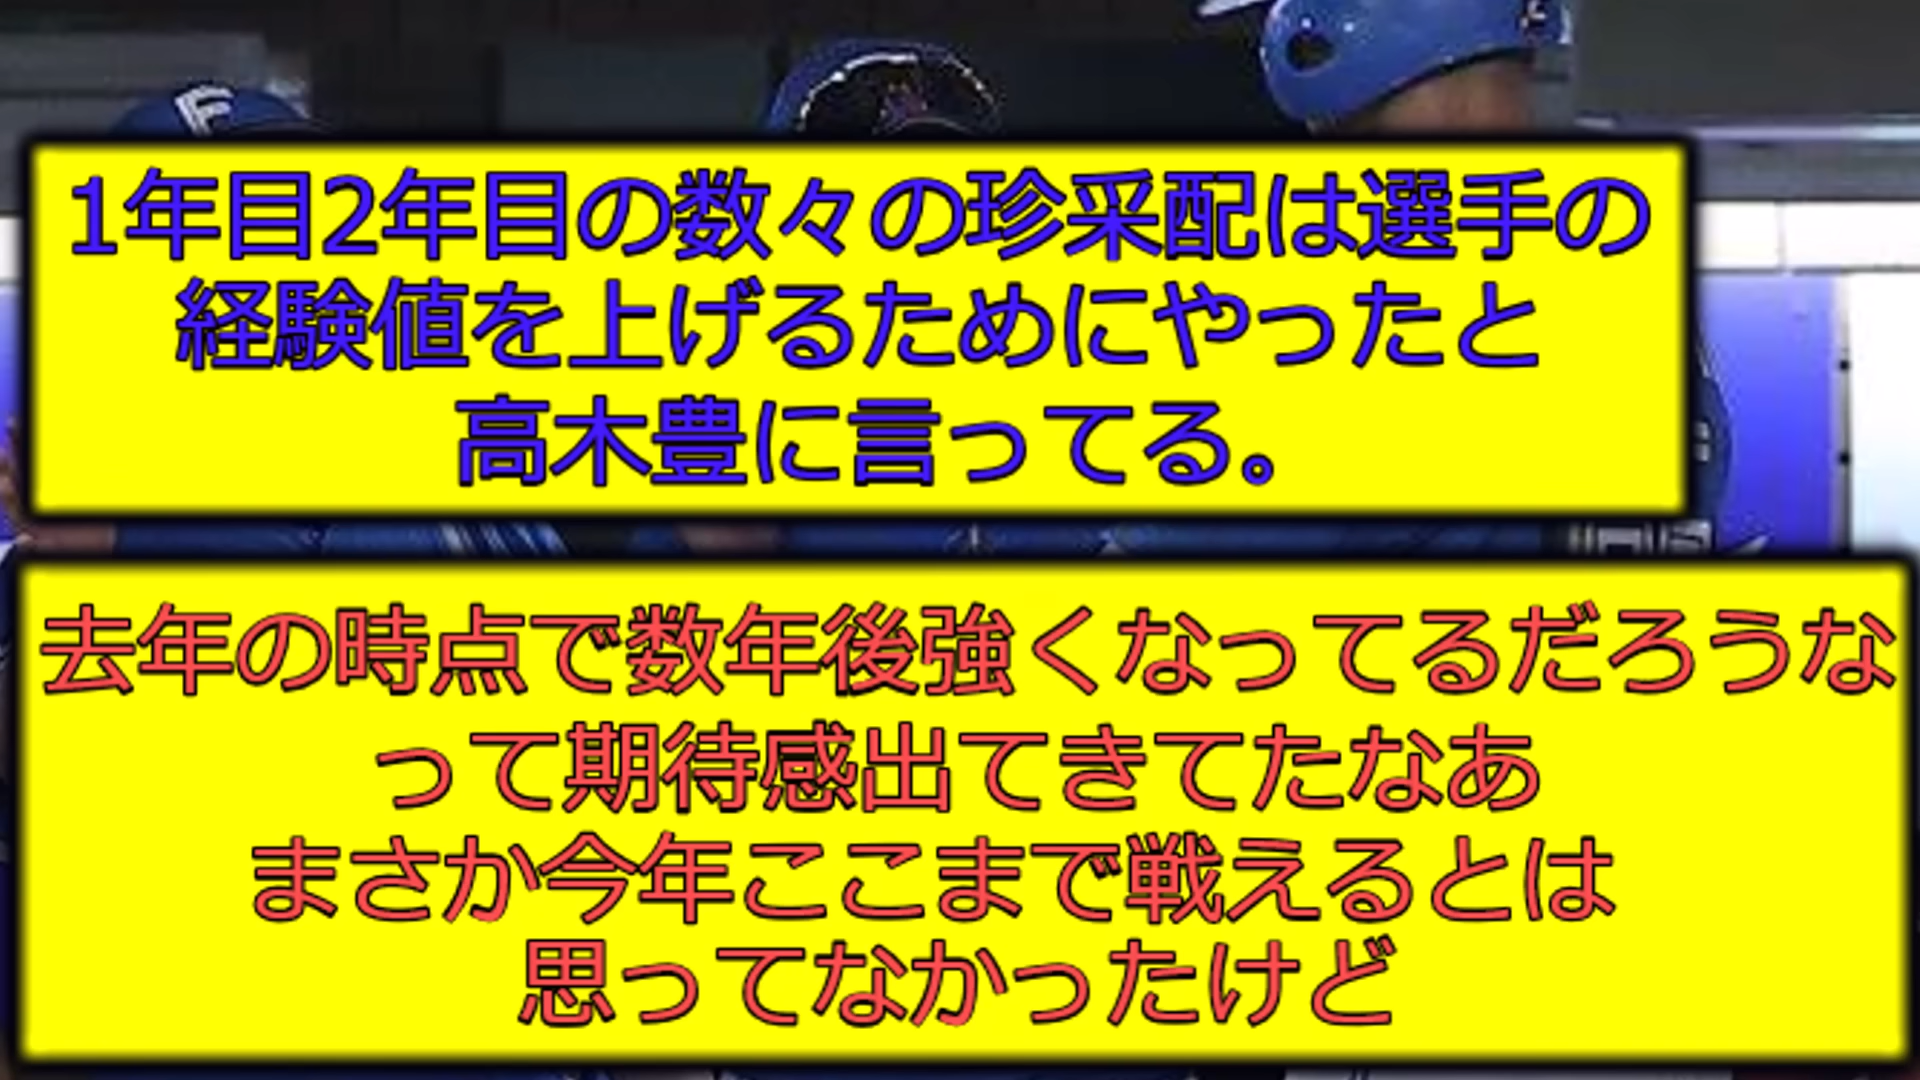 1年目2年目の数々の珍采配は選手の
経験値を上げるためにやったと
高木豊に言ってる。
去年の時点で数年後強くなってるだろうな
って期待感出てきてたなあ
まさか今年ここまで戦えるとは
思ってなかったけど